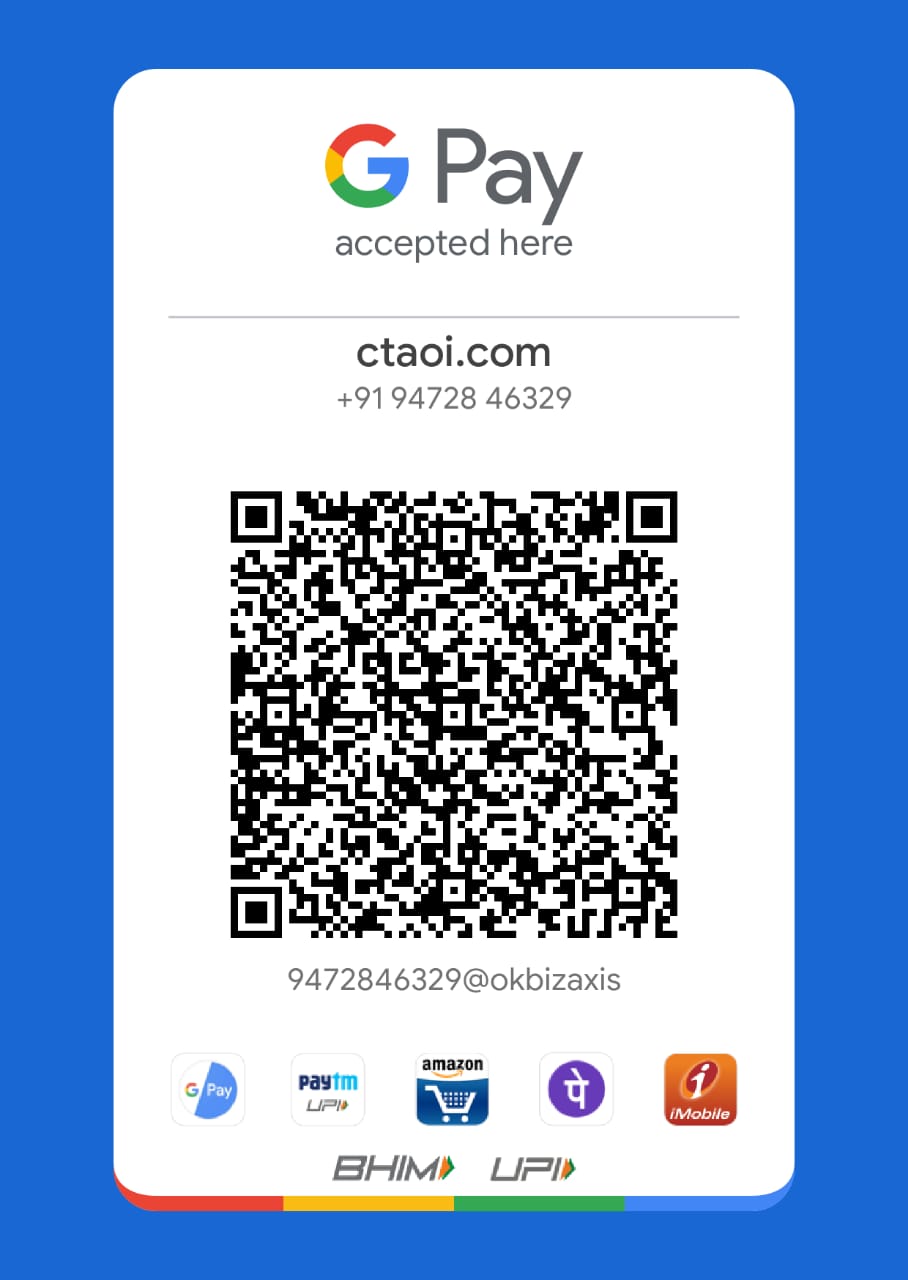 G Pay
accepted here
ctaoi.com
+91 94728 46329
9472846329@okbizaxis
G Pay
paytm
UPI
amazon
पे
iMobile
BHIM UPI